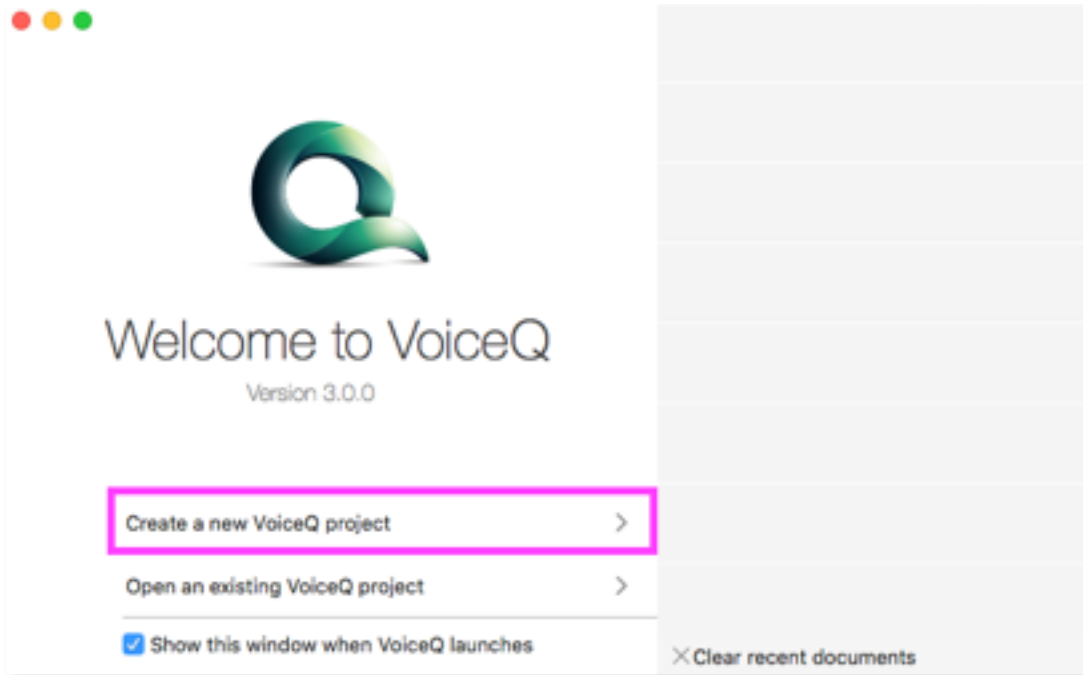 Welcome to VoiceQ
Version 3.0.0
Create a new VoiceQ project
Open an existing VoiceQ project
Show this window when VoiceQ launches
Clear recent documents